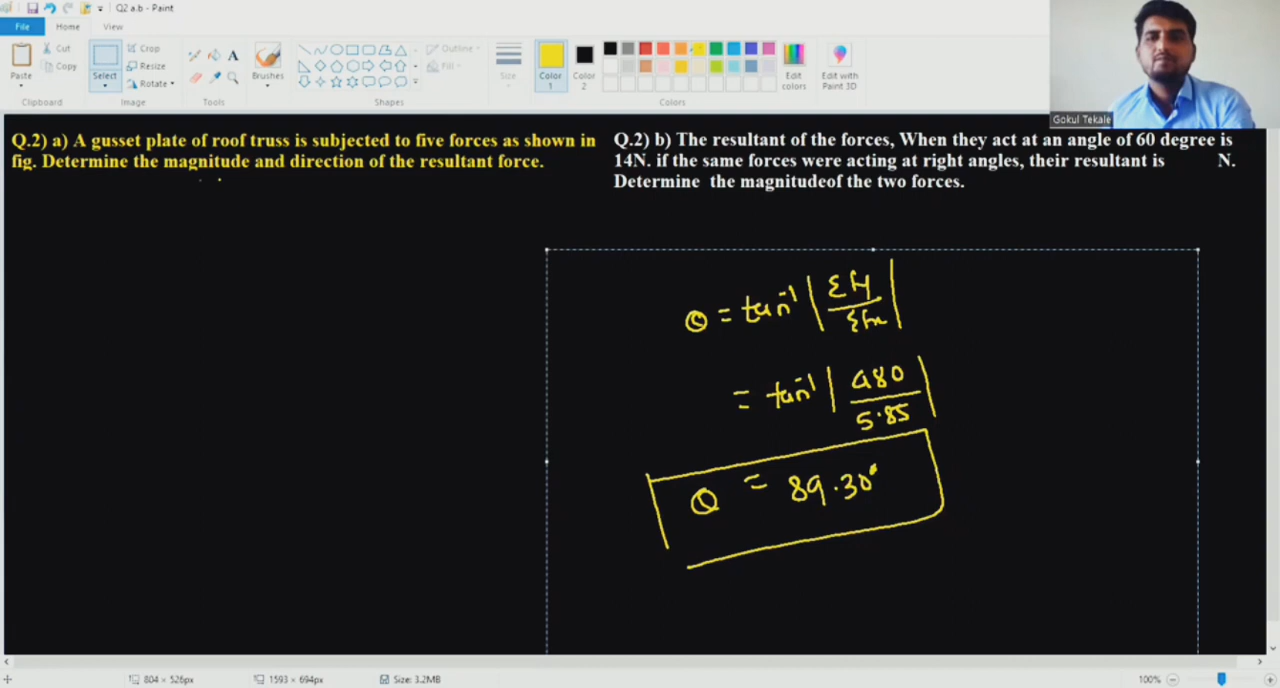 Q2 a.b - Paint
File Home View
Cut
Copy
Paste
Clipboard
Select
Crop
Resize
Rotate
Image
A
Tools
Brushes
Shapes
Outline
Fill
Size
Color 1
Color 2
Colors
Edit colors
Edit with Paint 3D
Gokul Tekale
Q.2) a) A gusset plate of roof truss is subjected to five forces as shown in
fig. Determine the magnitude and direction of the resultant force.
Q.2) b) The resultant of the forces, When they act at an angle of 60 degree is
14N. if the same forces were acting at right angles, their resultant is N.
Determine the magnitudeof the two forces.
θ = tan⁻¹ | Σfy / Σfx |
= tan⁻¹ | 980 / 5.85 |
θ = 89.30°
804 × 526px
1593 × 694px
Size: 3.2MB
100%